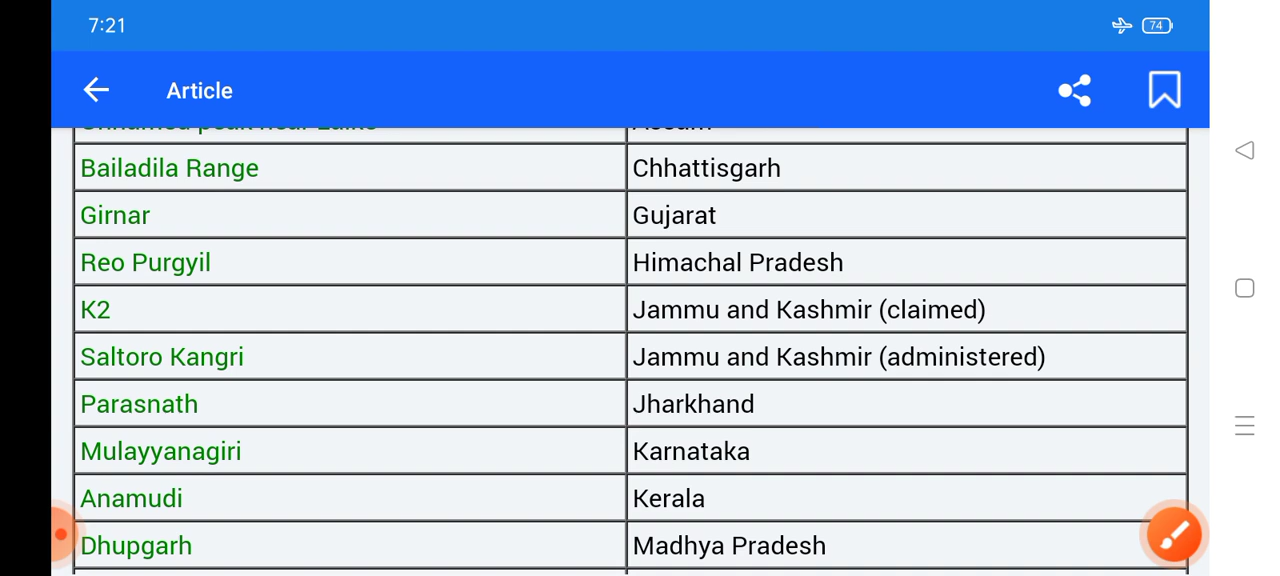 7:21
74
Article
Bailadila Range Chhattisgarh
Girnar Gujarat
Reo Purgyil Himachal Pradesh
K2 Jammu and Kashmir (claimed)
Saltoro Kangri Jammu and Kashmir (administered)
Parasnath Jharkhand
Mulayyanagiri Karnataka
Anamudi Kerala
Dhupgarh Madhya Pradesh